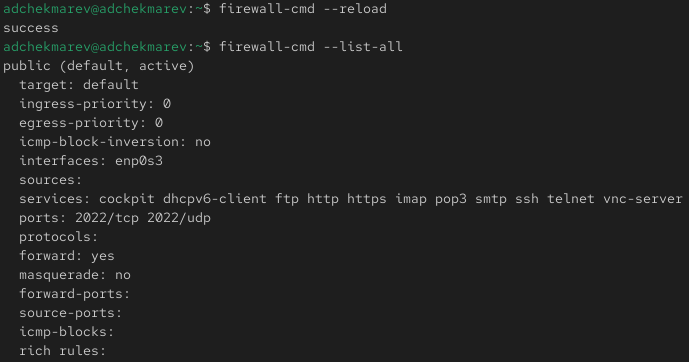 adchekmarev@adchekmarev:~$ firewall-cmd --reload
success
adchekmarev@adchekmarev:~$ firewall-cmd --list-all
public (default, active)
  target: default
  ingress-priority: 0
  egress-priority: 0
  icmp-block-inversion: no
  interfaces: enp0s3
  sources:
  services: cockpit dhcpv6-client ftp http https imap pop3 smtp ssh telnet vnc-server
  ports: 2022/tcp 2022/udp
  protocols:
  forward: yes
  masquerade: no
  forward-ports:
  source-ports:
  icmp-blocks:
  rich rules: